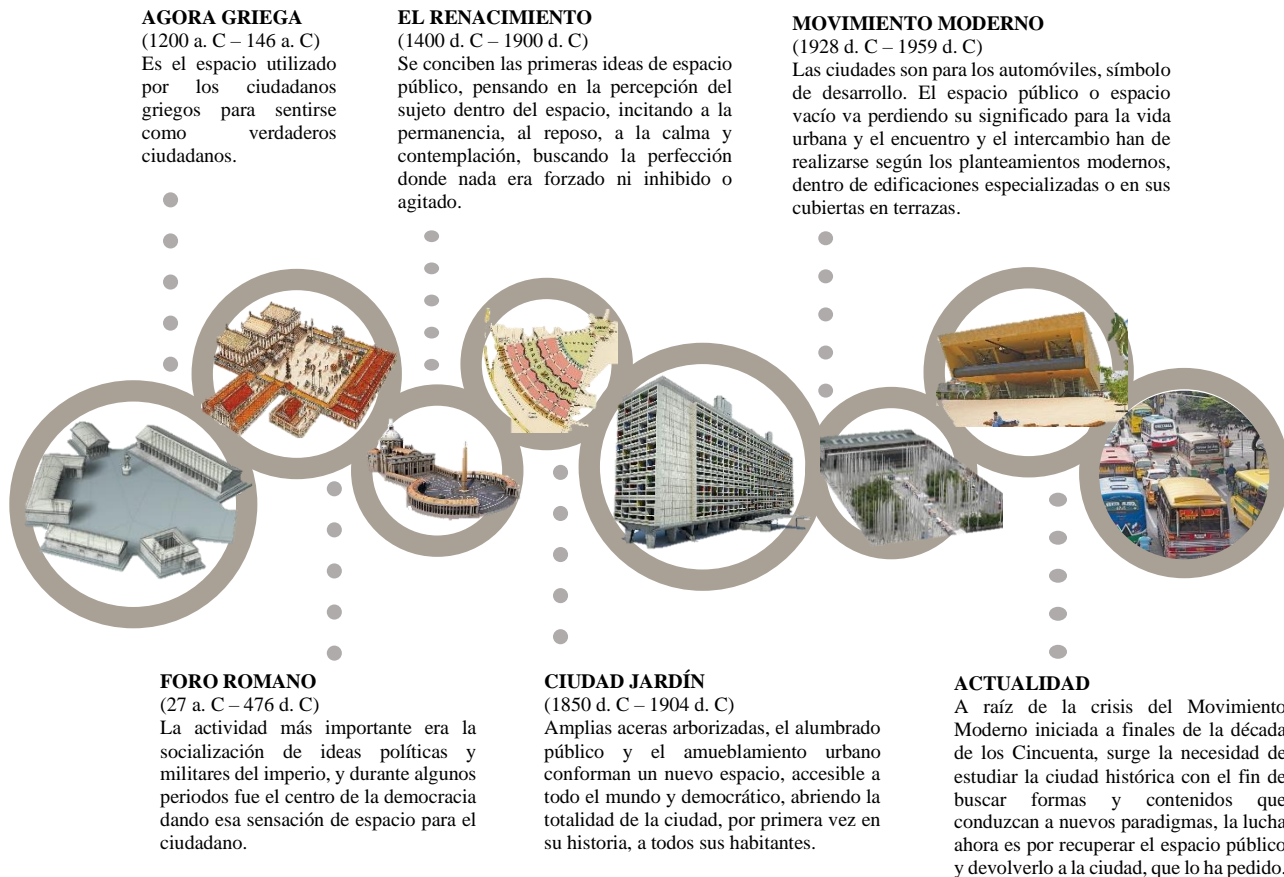 AGORA GRIEGA
(1200 a. C – 146 a. C)
Es el espacio utilizado
por los ciudadanos
griegos para sentirse
como verdaderos
ciudadanos.
EL RENACIMIENTO
(1400 d. C – 1900 d. C)
Se conciben las primeras ideas de espacio
público, pensando en la percepción del
sujeto dentro del espacio, incitando a la
permanencia, al reposo, a la calma y
contemplación, buscando la perfección
donde nada era forzado ni inhibido o
agitado.
MOVIMIENTO MODERNO
(1928 d. C – 1959 d. C)
Las ciudades son para los automóviles, símbolo
de desarrollo. El espacio público o espacio
vacío va perdiendo su significado para la vida
urbana y el encuentro y el intercambio han de
realizarse según los planteamientos modernos,
dentro de edificaciones especializadas o en sus
cubiertas en terrazas.
FORO ROMANO
(27 a. C – 476 d. C)
La actividad más importante era la
socialización de ideas políticas y
militares del imperio, y durante algunos
periodos fue el centro de la democracia
dando esa sensación de espacio para el
ciudadano.
CIUDAD JARDÍN
(1850 d. C – 1904 d. C)
Amplias aceras arborizadas, el alumbrado
público y el amueblamiento urbano
conforman un nuevo espacio, accesible a
todo el mundo y democrático, abriendo la
totalidad de la ciudad, por primera vez en
su historia, a todos sus habitantes.
ACTUALIDAD
A raíz de la crisis del Movimiento
Moderno iniciada a finales de la década
de los Cincuenta, surge la necesidad de
estudiar la ciudad histórica con el fin de
buscar formas y contenidos que
conduzcan a nuevos paradigmas, la lucha
ahora es por recuperar el espacio público
y devolverlo a la ciudad, que lo ha pedido.